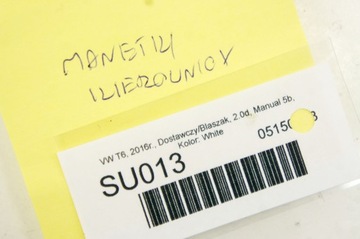 MANETKI
KIEROWNICY
VW T6, 2016r., Dostawczy/Blaszak, 2.0d, Manual 5b,
Kolor: White
SU013